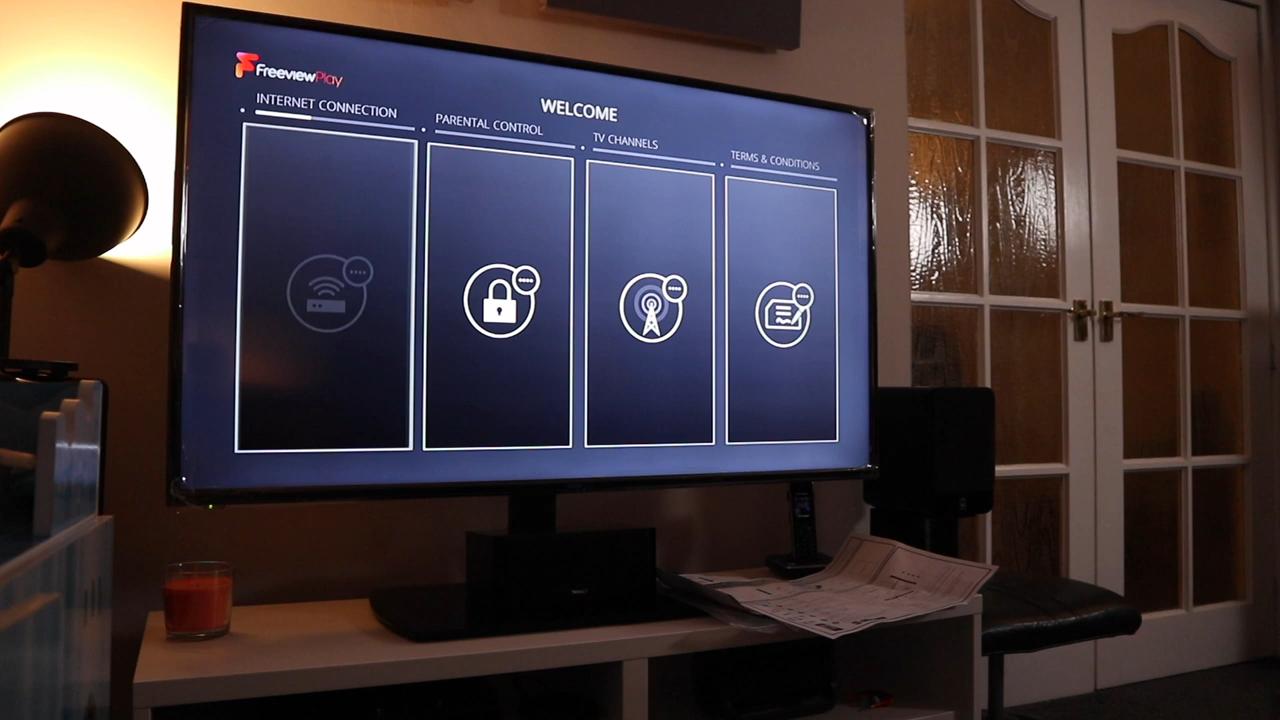 FreeviewPlay
WELCOME
INTERNET CONNECTION
PARENTAL CONTROL
TV CHANNELS
TERMS & CONDITIONS